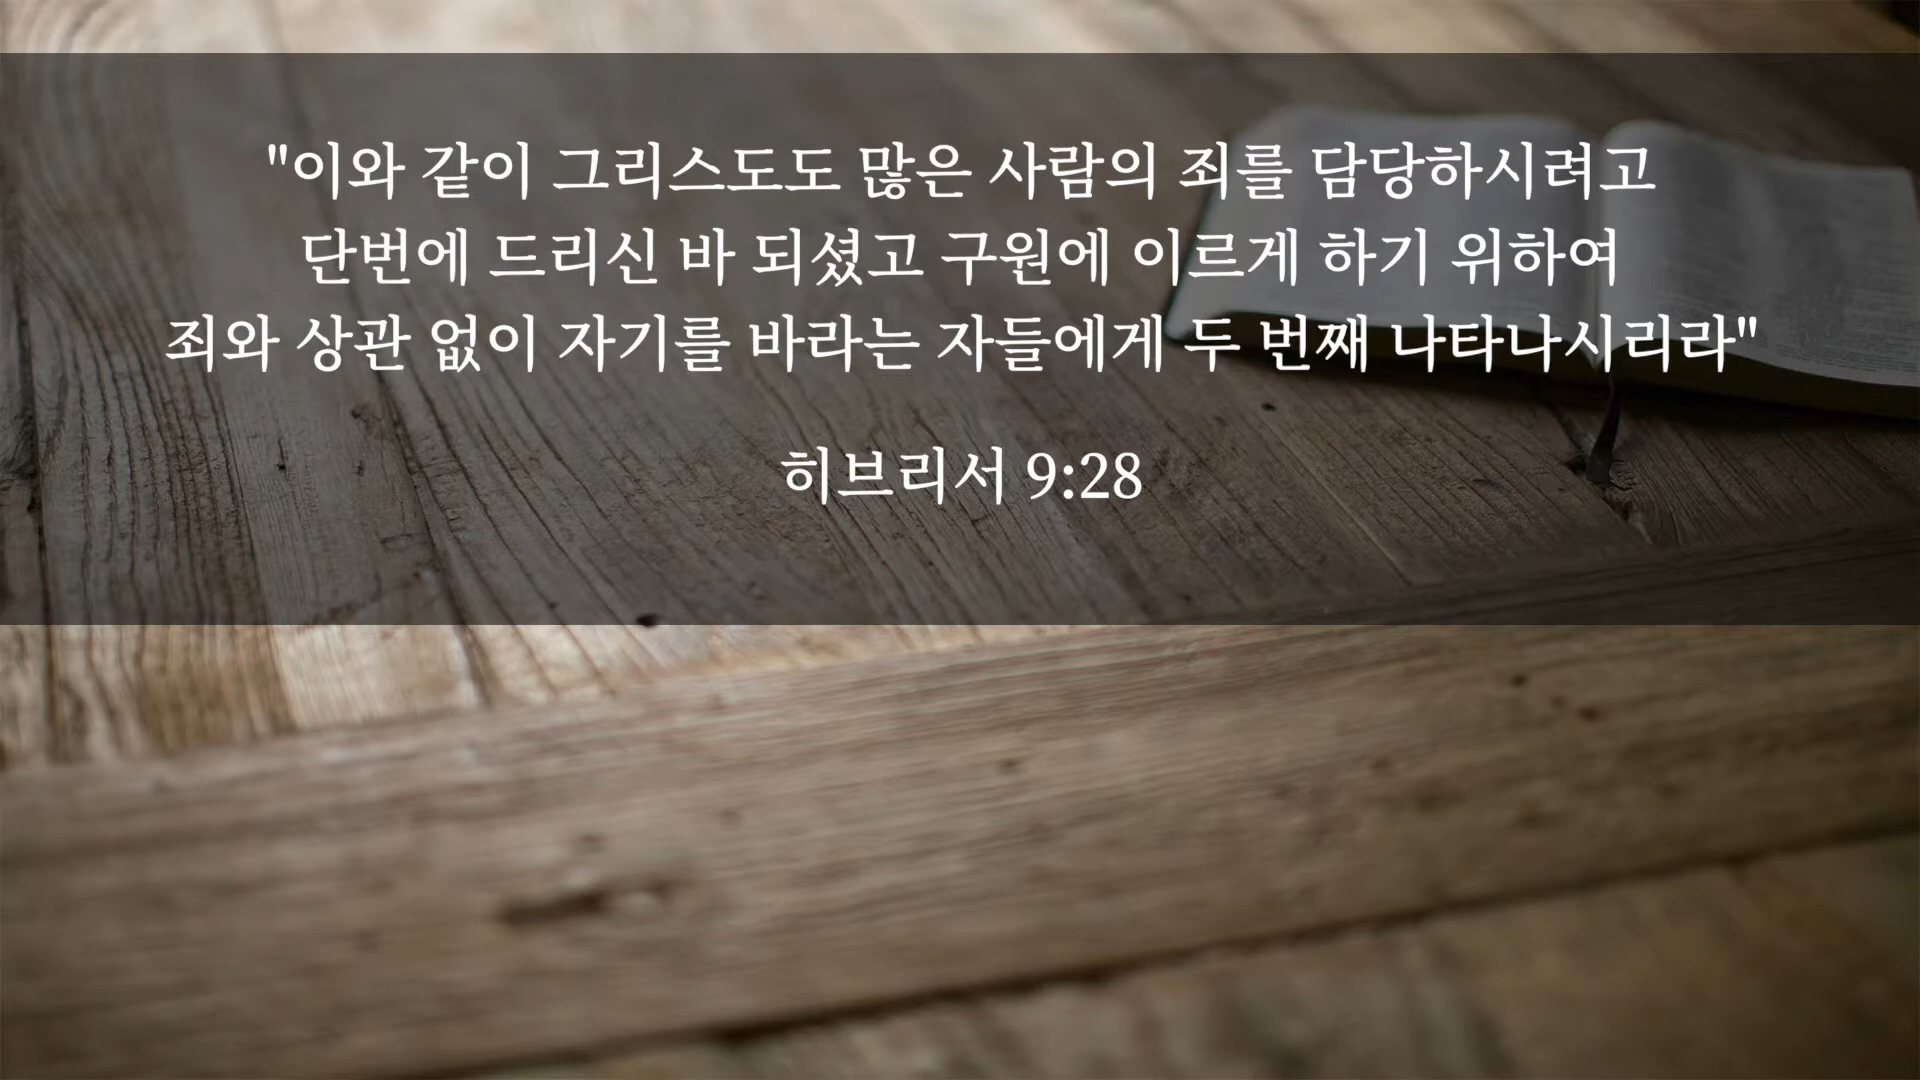 "이와 같이 그리스도도 많은 사람의 죄를 담당하시려고
단번에 드리신 바 되셨고 구원에 이르게 하기 위하여
죄와 상관 없이 자기를 바라는 자들에게 두 번째 나타나시리라"
히브리서 9:28